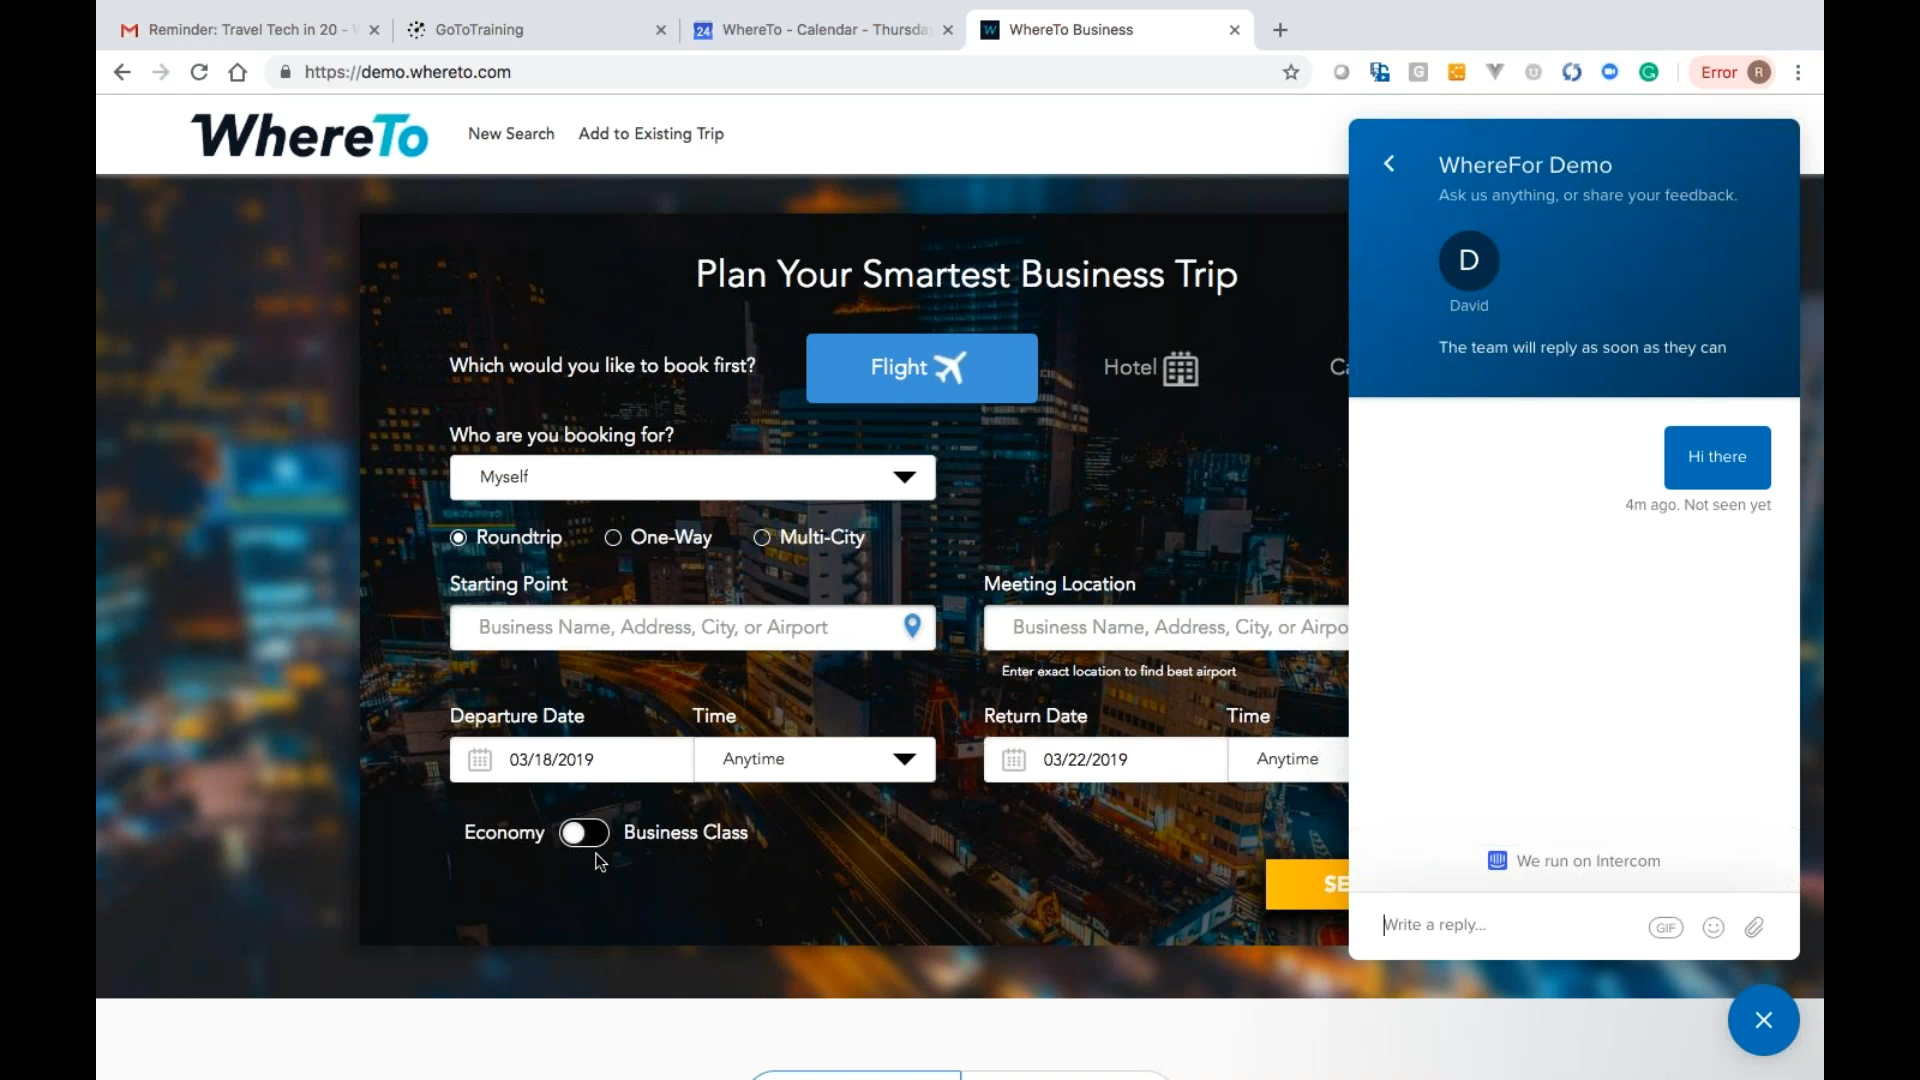 Reminder: Travel Tech in 20 -
GoToTraining
24
WhereTo - Calendar - Thursda
W
WhereTo Business
https://demo.whereto.com
G
Error
R
WhereTo
New Search
Add to Existing Trip
Plan Your Smartest Business Trip
Which would you like to book first?
Flight
Hotel
Ca
Who are you booking for?
Myself
Roundtrip
One-Way
Multi-City
Starting Point
Meeting Location
Business Name, Address, City, or Airport
Business Name, Address, City, or Airpo
Enter exact location to find best airport
Departure Date
Time
Return Date
Time
03/18/2019
Anytime
03/22/2019
Anytime
Economy
Business Class
SE
WhereFor Demo
Ask us anything, or share your feedback.
D
David
The team will reply as soon as they can
Hi there
4m ago. Not seen yet
We run on Intercom
Write a reply...
GIF